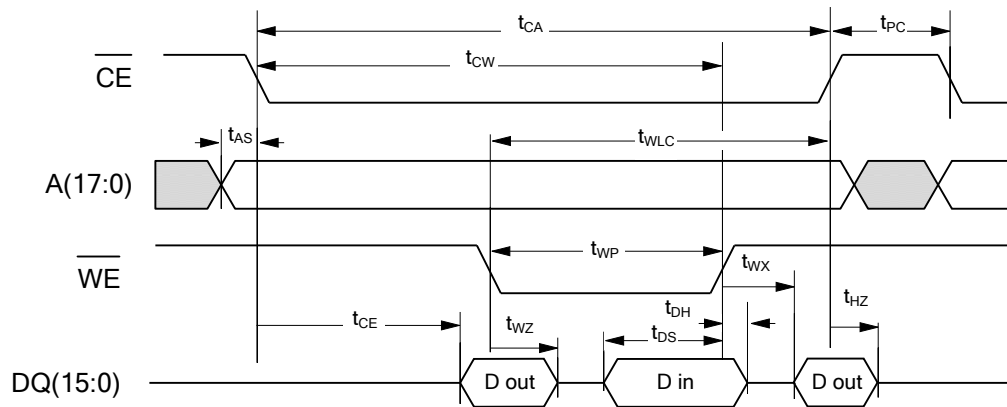 tCA
tPC
CE
tCW
tAS
tWLC
A(17:0)
tWP
WE
tWX
tDH
tHZ
tCE
tWZ
tDS
DQ(15:0)
D out
D in
D out